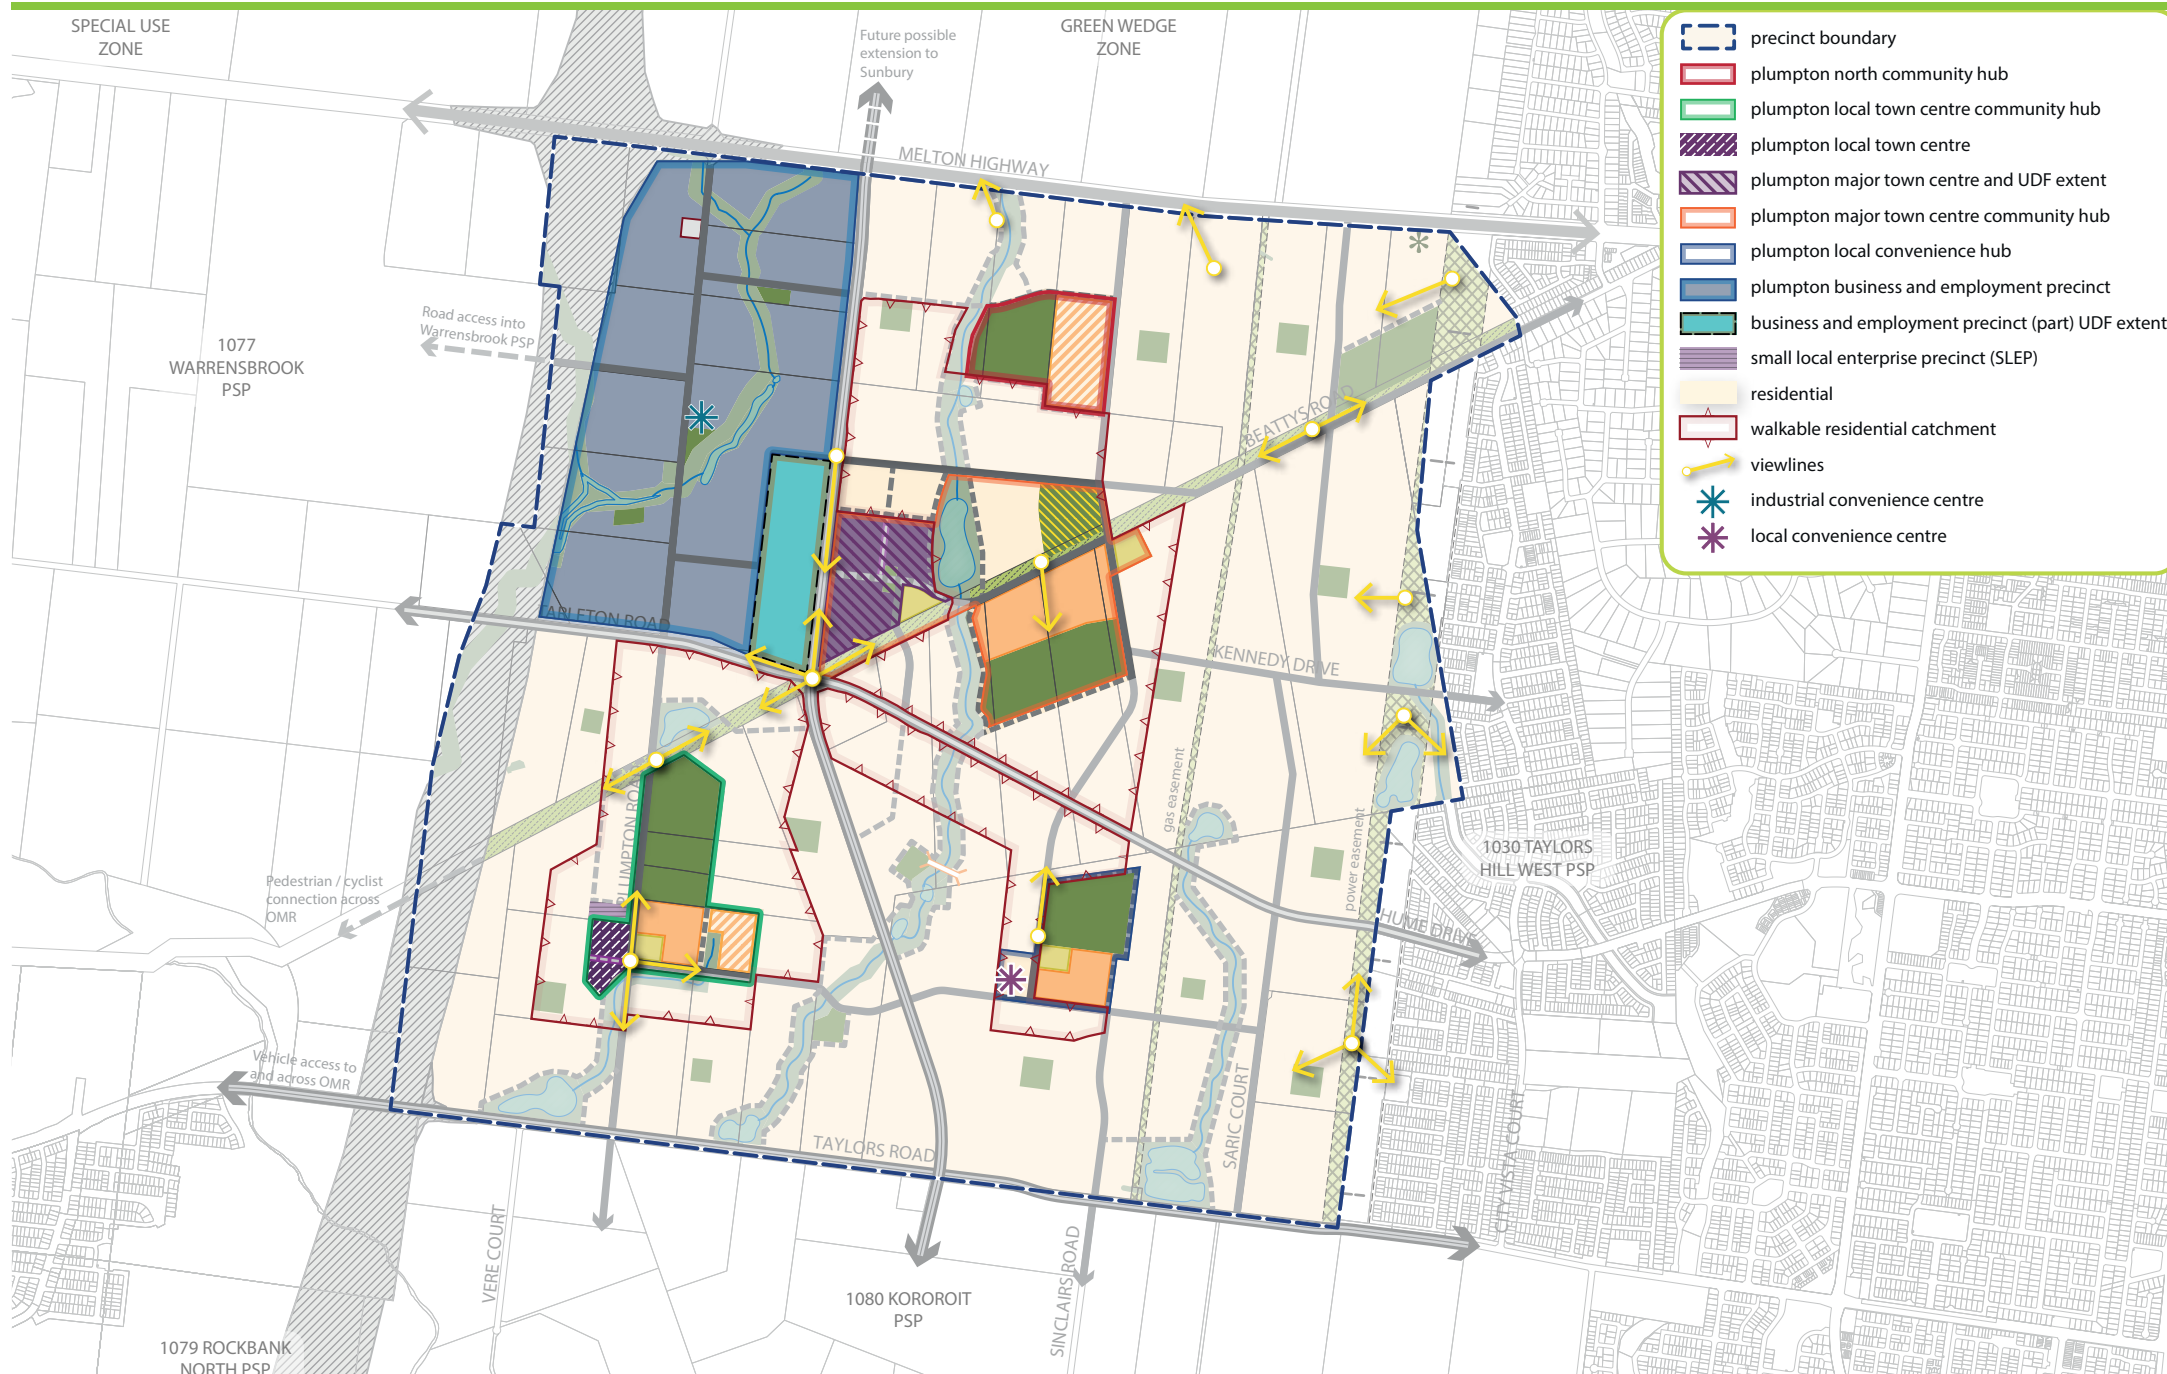 SPECIAL USE
ZONE
Future possible
extension to
Sunbury
GREEN WEDGE
ZONE
precinct boundary
plumpton north community hub
plumpton local town centre community hub
plumpton local town centre
plumpton major town centre and UDF extent
plumpton major town centre community hub
plumpton local convenience hub
plumpton business and employment precinct
business and employment precinct (part) UDF extent
small local enterprise precinct (SLEP)
residential
walkable residential catchment
viewlines
industrial convenience centre
local convenience centre
MELTON HIGHWAY
Road access into
Warrensbrook PSP
1077
WARRENSBROOK
PSP
BEATTYS ROAD
KENNEDY DRIVE
gas easement
power easement
1030 TAYLORS
HILL WEST PSP
Pedestrian / cyclist
connection across
OMR
HUME DRIVE
Vehicle access to
and across OMR
TAYLORS ROAD
SARIC COURT
CITY VISTA COURT
VERE COURT
SINCLAIRS ROAD
1080 KOROROIT
PSP
1079 ROCKBANK
NORTH PSP